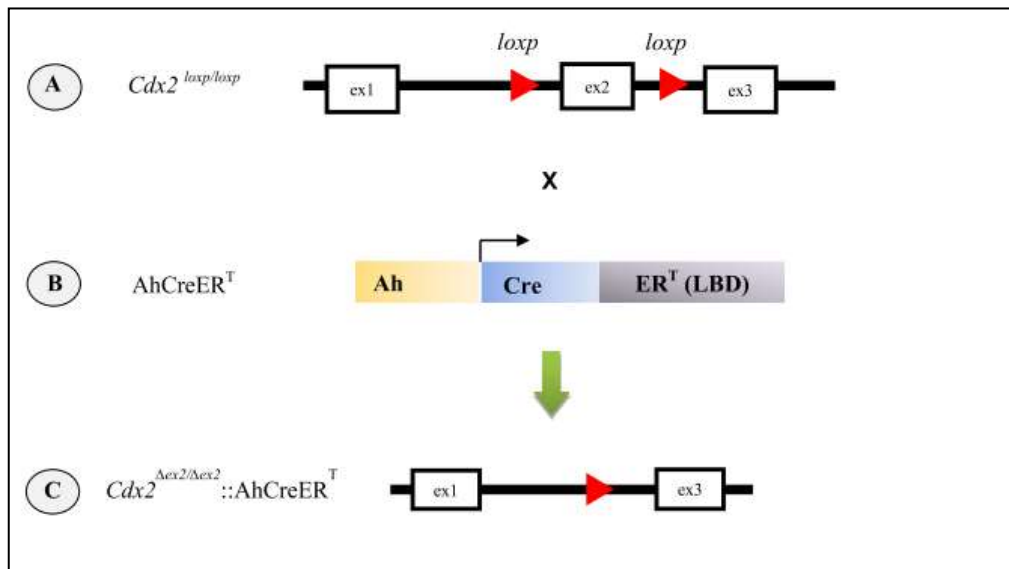 loxp loxp
A Cdx2 loxp/loxp ex1 ex2 ex3
X
B AhCreER^T Ah Cre ER^T (LBD)
C Cdx2 Δex2/Δex2::AhCreER^T ex1 ex3